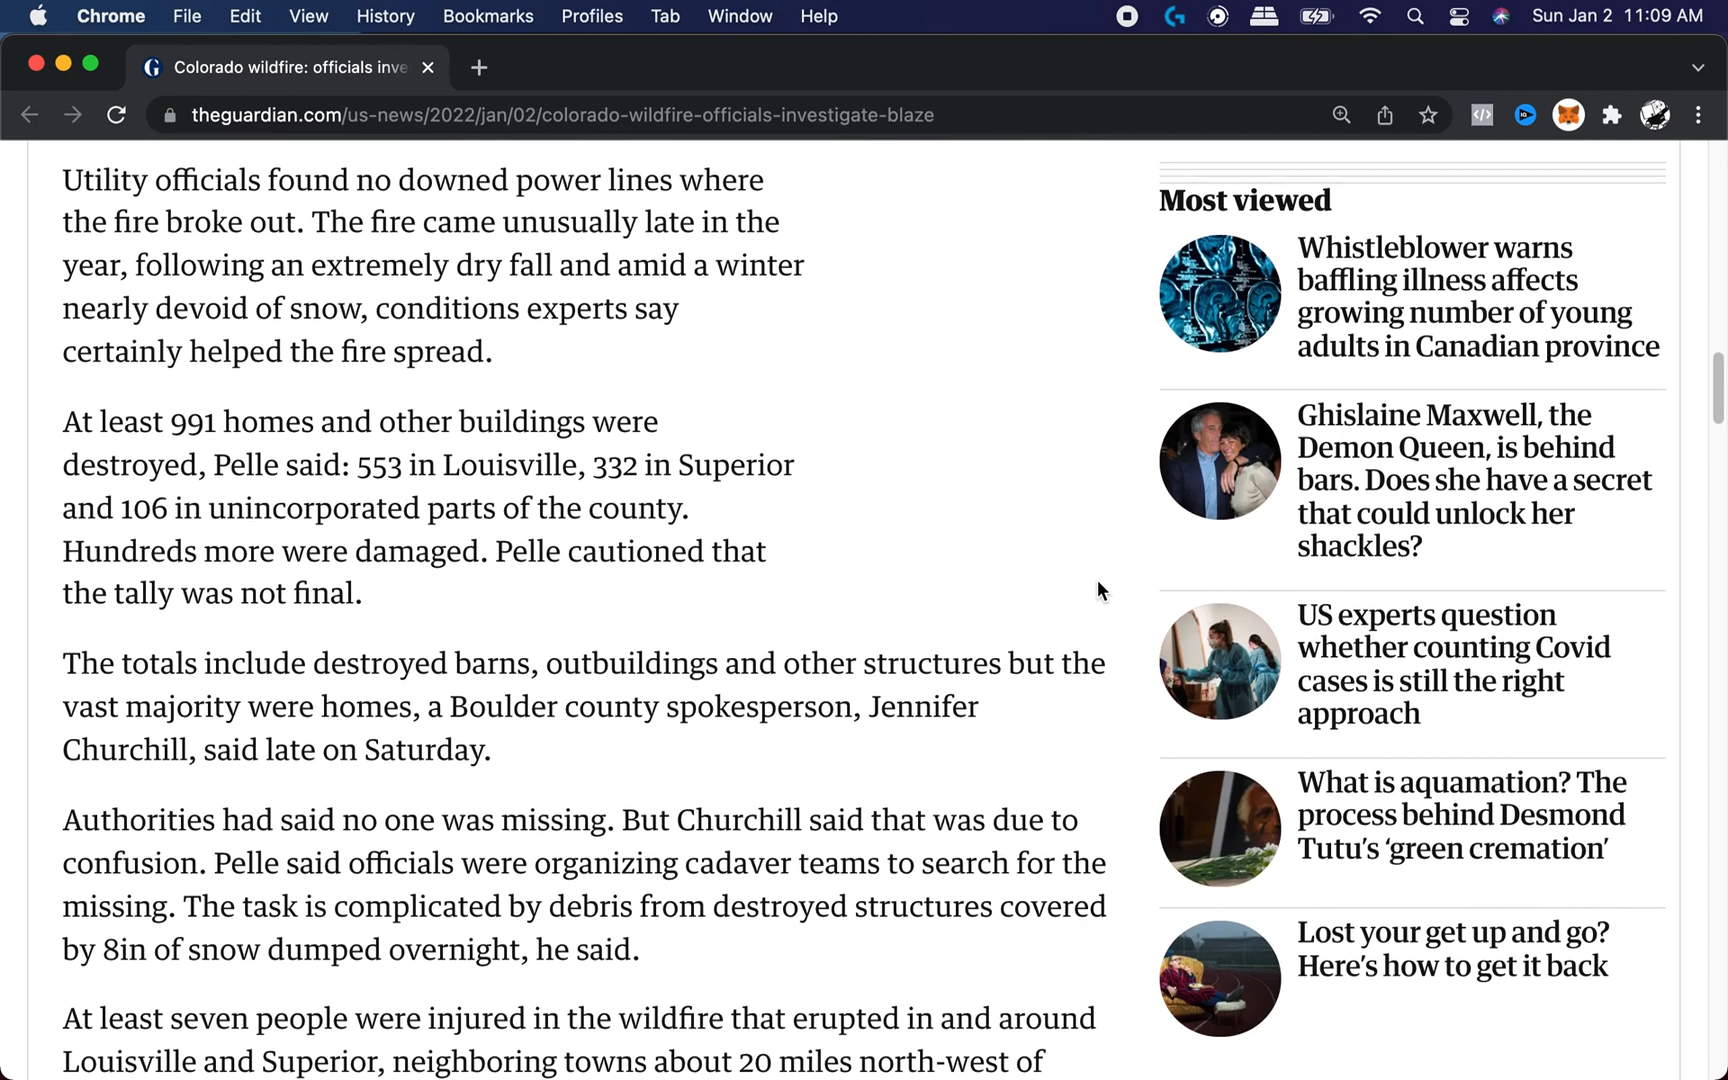 Chrome File Edit View History Bookmarks Profiles Tab Window Help Sun Jan 2 11:09 AM
G Colorado wildfire: officials inve
theguardian.com/us-news/2022/jan/02/colorado-wildfire-officials-investigate-blaze
Utility officials found no downed power lines where
the fire broke out. The fire came unusually late in the
year, following an extremely dry fall and amid a winter
nearly devoid of snow, conditions experts say
certainly helped the fire spread.
At least 991 homes and other buildings were
destroyed, Pelle said: 553 in Louisville, 332 in Superior
and 106 in unincorporated parts of the county.
Hundreds more were damaged. Pelle cautioned that
the tally was not final.
The totals include destroyed barns, outbuildings and other structures but the
vast majority were homes, a Boulder county spokesperson, Jennifer
Churchill, said late on Saturday.
Authorities had said no one was missing. But Churchill said that was due to
confusion. Pelle said officials were organizing cadaver teams to search for the
missing. The task is complicated by debris from destroyed structures covered
by 8in of snow dumped overnight, he said.
At least seven people were injured in the wildfire that erupted in and around
Louisville and Superior, neighboring towns about 20 miles north-west of
Most viewed
Whistleblower warns
baffling illness affects
growing number of young
adults in Canadian province
Ghislaine Maxwell, the
Demon Queen, is behind
bars. Does she have a secret
that could unlock her
shackles?
US experts question
whether counting Covid
cases is still the right
approach
What is aquamation? The
process behind Desmond
Tutu’s ‘green cremation’
Lost your get up and go?
Here’s how to get it back